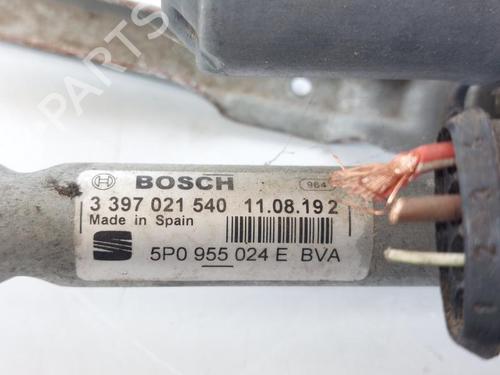 BOSCH
964
3 397 021 540 11.08.19 2
Made in Spain
5P0 955 024 E BVA
B-PARTS